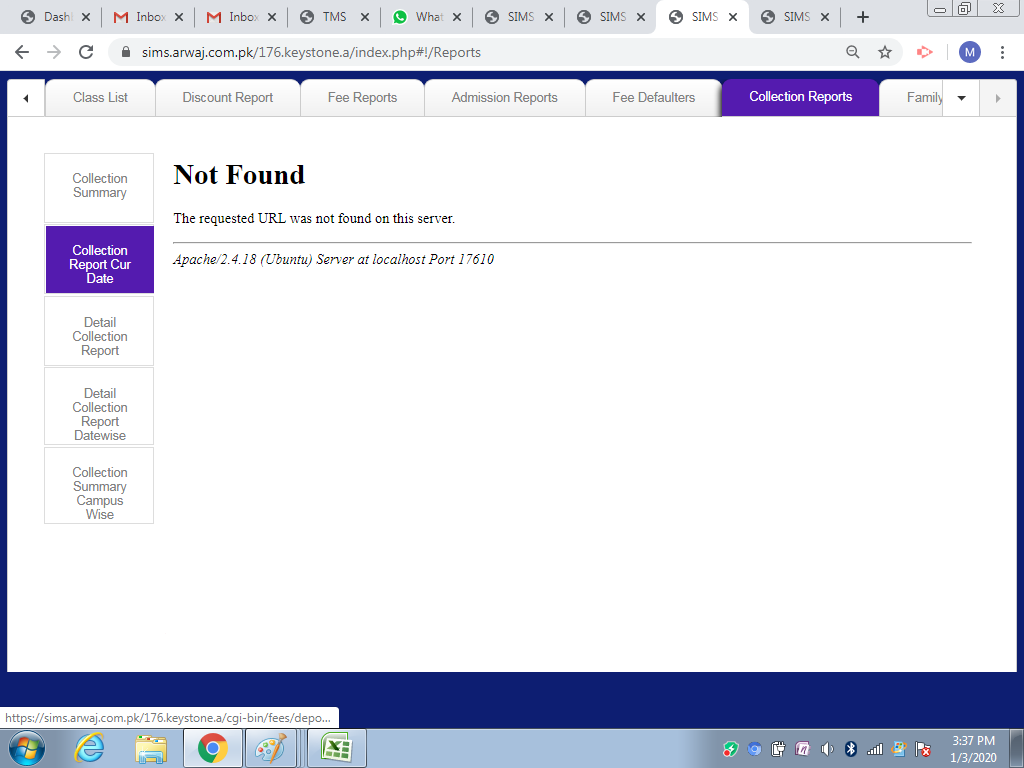 Dash
Inbox
Inbox
TMS
What
SIMS
SIMS
SIMS
SIMS
sims.arwaj.com.pk/176.keystone.a/index.php#!/Reports
M
Class List
Discount Report
Fee Reports
Admission Reports
Fee Defaulters
Collection Reports
Family
Collection
Summary
Collection
Report Cur
Date
Detail
Collection
Report
Detail
Collection
Report
Datewise
Collection
Summary
Campus
Wise
Not Found
The requested URL was not found on this server.
Apache/2.4.18 (Ubuntu) Server at localhost Port 17610
https://sims.arwaj.com.pk/176.keystone.a/cgi-bin/fees/depo...
3:37 PM
1/3/2020